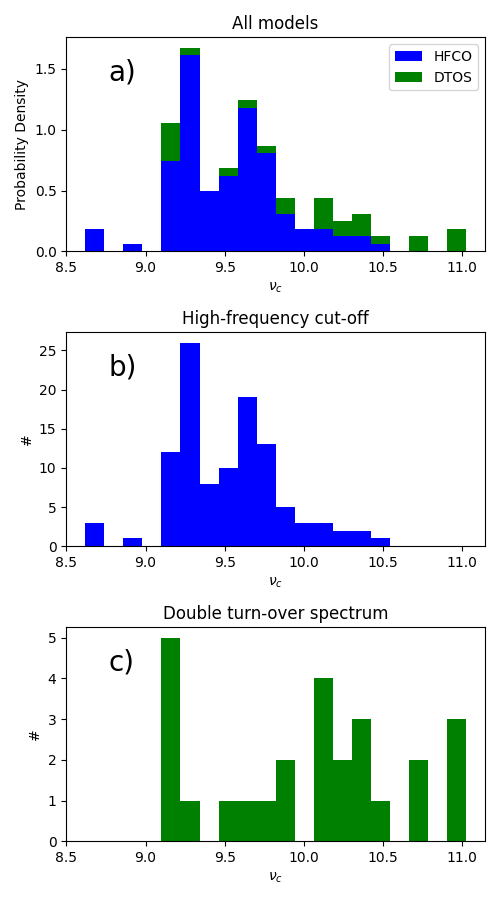 All models
a)
HFCO
DTOS
Probability Density
1.5
1.0
0.5
0.0
8.5 9.0 9.5 10.0 10.5 11.0
ν_c
High-frequency cut-off
b)
#
25
20
15
10
5
0
8.5 9.0 9.5 10.0 10.5 11.0
ν_c
Double turn-over spectrum
c)
#
5
4
3
2
1
0
8.5 9.0 9.5 10.0 10.5 11.0
ν_c